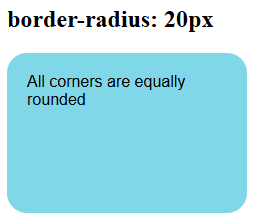 border-radius: 20px
All corners are equally
rounded